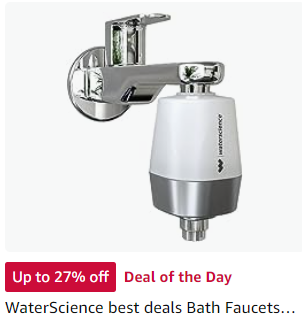 waterscience
Up to 27% off
Deal of the Day
WaterScience best deals Bath Faucets...